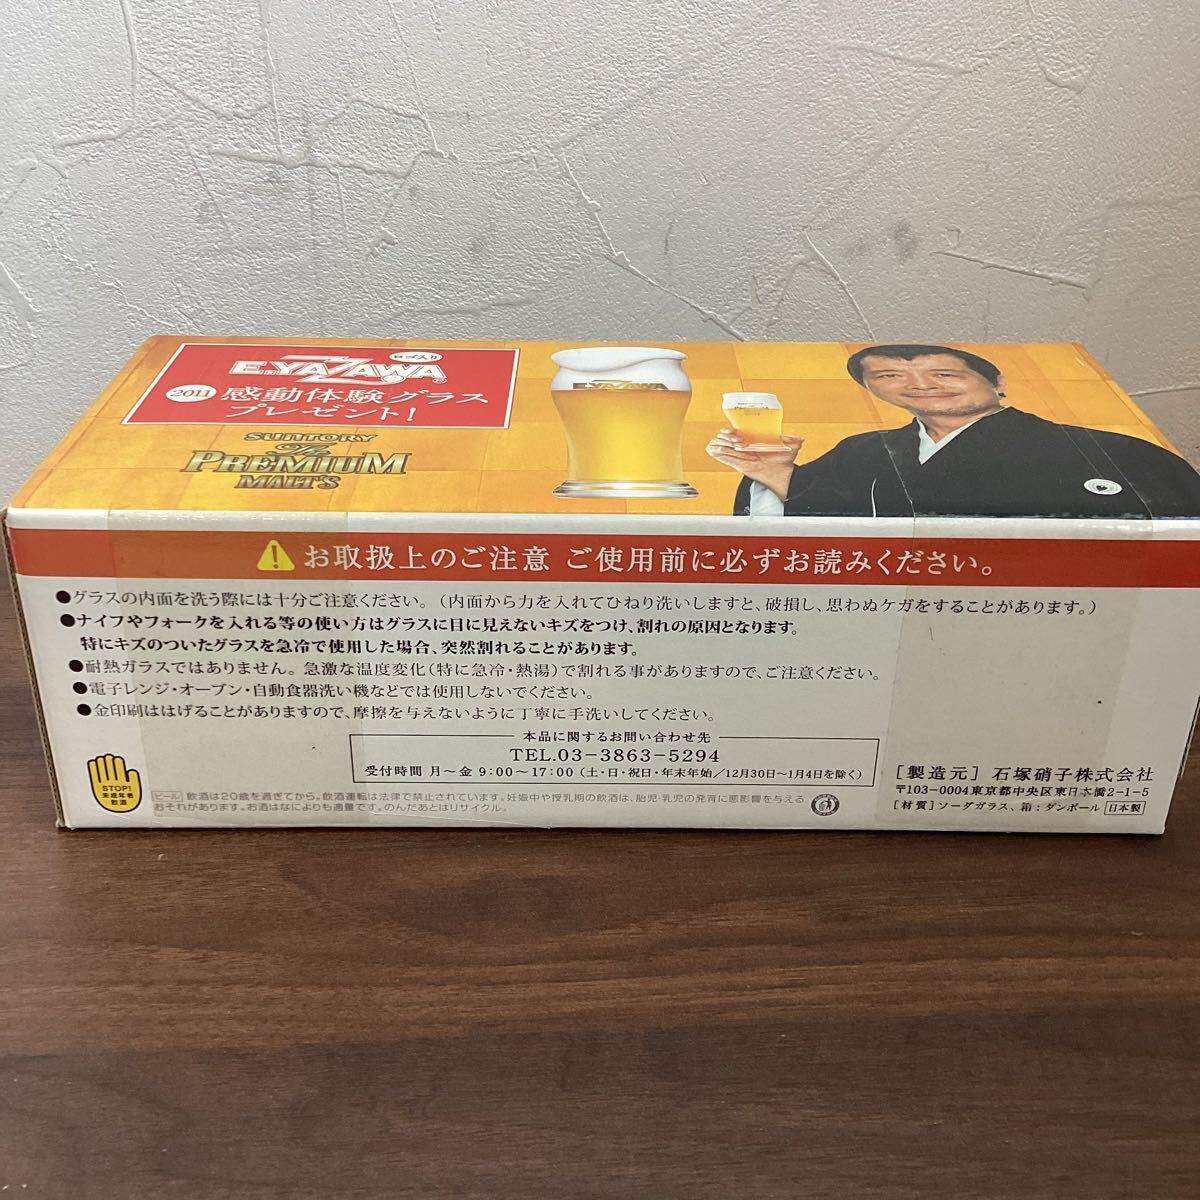 ロゴ入り
E.YAZAWA®
2011 感動体験グラス
プレゼント!
SUNTORY
The
PREMIUM
MALT'S
E.YAZAWA
お取扱上のご注意 ご使用前に必ずお読みください。
●グラスの内面を洗う際には十分ご注意ください。(内面から力を入れてひねり洗いしますと、破損し、思わぬケガをすることがあります。)
●ナイフやフォークを入れる等の使い方はグラスに目に見えないキズをつけ、割れの原因となります。
特にキズのついたグラスを急冷で使用した場合、突然割れることがあります。
●耐熱ガラスではありません。急激な温度変化(特に急冷・熱湯)で割れる事がありますので、ご注意ください。
●電子レンジ・オーブン・自動食器洗い機などでは使用しないでください。
●金印刷ははげることがありますので、摩擦を与えないように丁寧に手洗いしてください。
本品に関するお問い合わせ先
TEL.03-3863-5294
受付時間 月〜金 9:00〜17:00(土・日・祝日・年末年始/12月30日〜1月4日を除く)
STOP!
未成年者
飲酒
ビール 飲酒は20歳を過ぎてから。飲酒運転は法律で禁止されています。妊娠中や授乳期の飲酒は、胎児・乳児の発育に悪影響を与える
おそれがあります。お酒はなによりも適量です。のんだあとはリサイクル。
[製造元] 石塚硝子株式会社
〒103-0004東京都中央区東日本橋2-1-5
[材質]ソーダガラス、箱:ダンボール 日本製